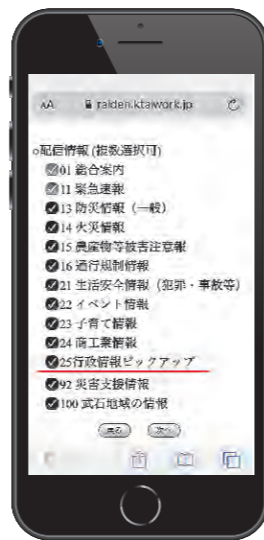 AA raiden.ktaiwork.jp
○配信情報(複数選択可)
01 総合案内
11 緊急速報
13 防災情報（一般）
14 火災情報
15 農産物等被害注意報
16 通行規制情報
21 生活安全情報（犯罪・事故等）
22 イベント情報
23 子育て情報
24 商工業情報
25行政情報ピックアップ
92 災害支援情報
100 武石地域の情報
戻る 次へ